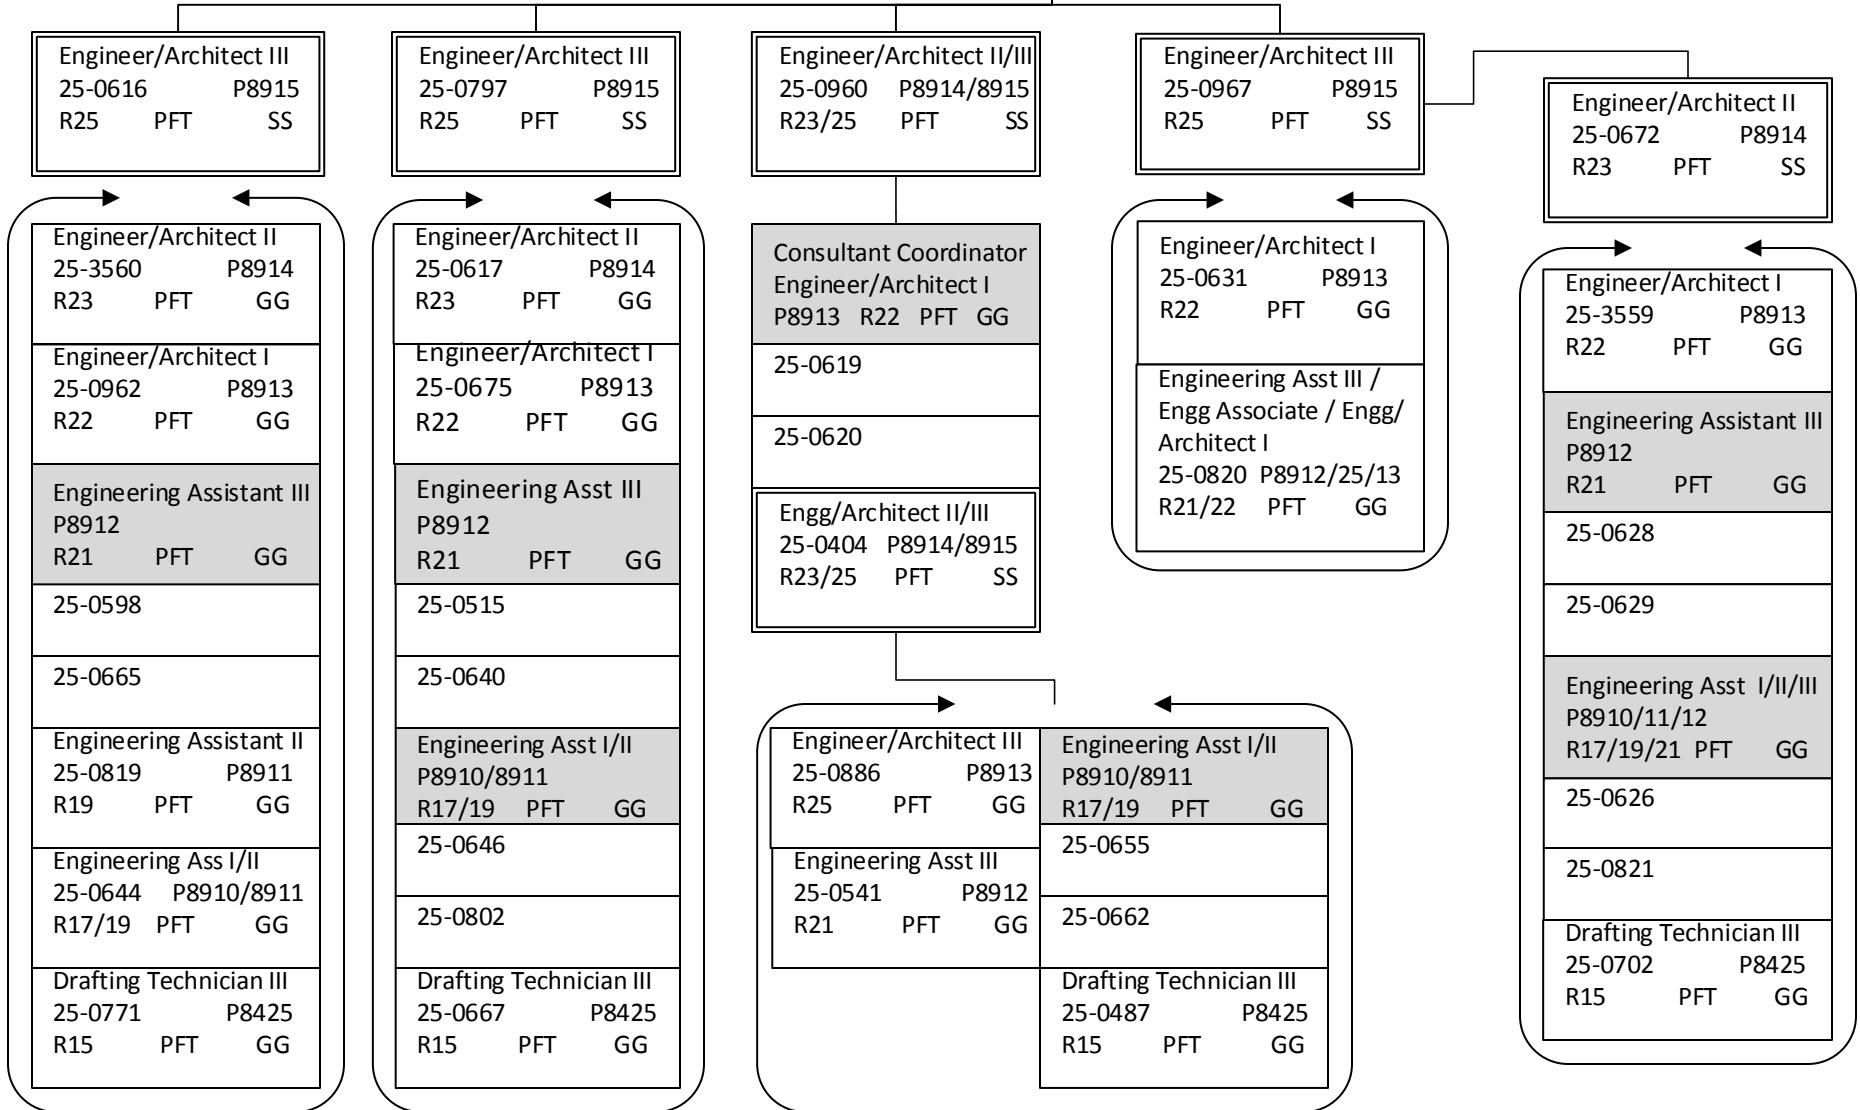 Engineer/Architect III
25-0616 P8915
R25 PFT SS
Engineer/Architect II
25-3560 P8914
R23 PFT GG
Engineer/Architect I
25-0962 P8913
R22 PFT GG
Engineering Assistant III
P8912
R21 PFT GG
25-0598
25-0665
Engineering Assistant II
25-0819 P8911
R19 PFT GG
Engineering Ass I/II
25-0644 P8910/8911
R17/19 PFT GG
Drafting Technician III
25-0771 P8425
R15 PFT GG
Engineer/Architect III
25-0797 P8915
R25 PFT SS
Engineer/Architect II
25-0617 P8914
R23 PFT GG
Engineer/Architect I
25-0675 P8913
R22 PFT GG
Engineering Asst III
P8912
R21 PFT GG
25-0515
25-0640
Engineering Asst I/II
P8910/8911
R17/19 PFT GG
25-0646
25-0802
Drafting Technician III
25-0667 P8425
R15 PFT GG
Engineer/Architect II/III
25-0960 P8914/8915
R23/25 PFT SS
Consultant Coordinator
Engineer/Architect I
P8913 R22 PFT GG
25-0619
25-0620
Engg/Architect II/III
25-0404 P8914/8915
R23/25 PFT SS
Engineer/Architect III
25-0886 P8913
R25 PFT GG
Engineering Asst III
25-0541 P8912
R21 PFT GG
Engineering Asst I/II
P8910/8911
R17/19 PFT GG
25-0655
25-0662
Drafting Technician III
25-0487 P8425
R15 PFT GG
Engineer/Architect III
25-0967 P8915
R25 PFT SS
Engineer/Architect I
25-0631 P8913
R22 PFT GG
Engineering Asst III /
Engg Associate / Engg/
Architect I
25-0820 P8912/25/13
R21/22 PFT GG
Engineer/Architect II
25-0672 P8914
R23 PFT SS
Engineer/Architect I
25-3559 P8913
R22 PFT GG
Engineering Assistant III
P8912
R21 PFT GG
25-0628
25-0629
Engineering Asst I/II/III
P8910/11/12
R17/19/21 PFT GG
25-0626
25-0821
Drafting Technician III
25-0702 P8425
R15 PFT GG